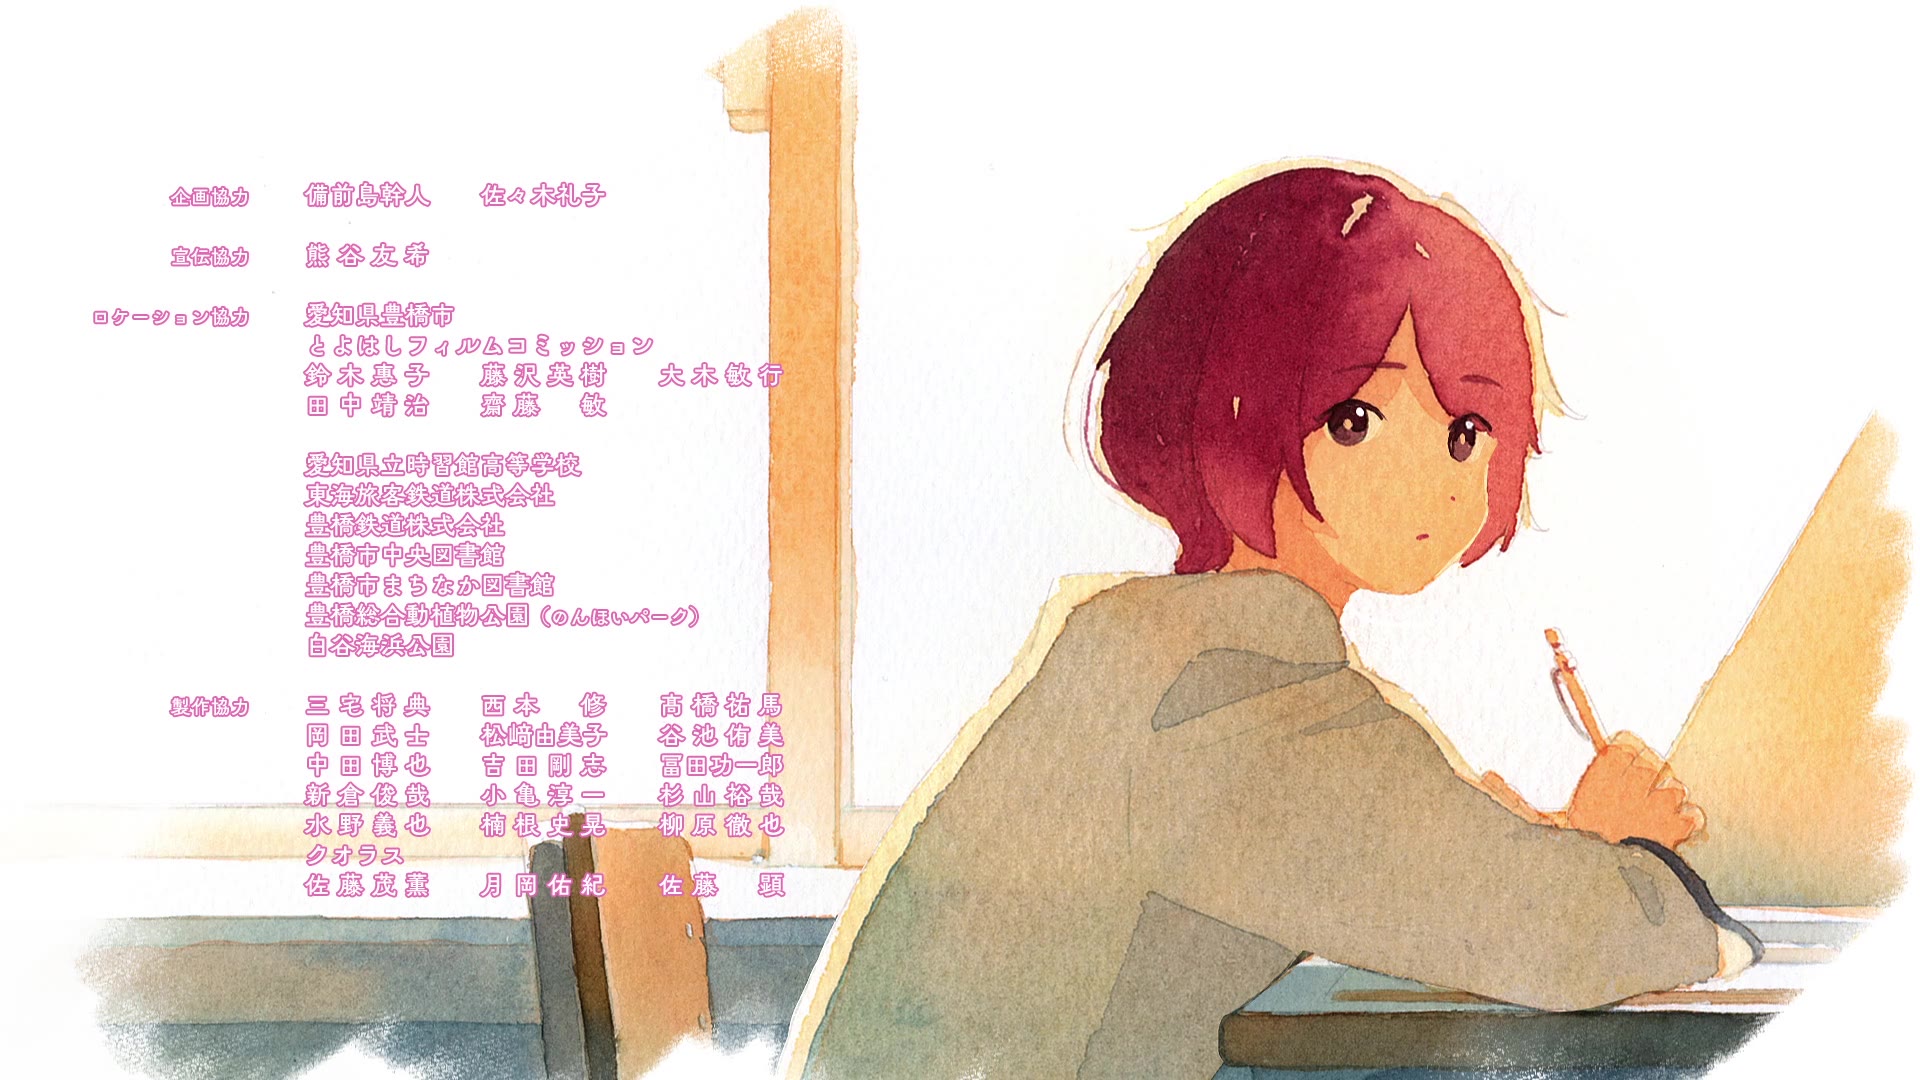 企画協力 備前島幹人 佐々木礼子
宣伝協力 熊谷友希
ロケーション協力 愛知県豊橋市
とよはしフィルムコミッション
鈴木惠子 藤沢英樹 大木敏行
田中靖治 齋藤 敏
愛知県立時習館高等学校
東海旅客鉄道株式会社
豊橋鉄道株式会社
豊橋市中央図書館
豊橋市まちなか図書館
豊橋総合動植物公園（のんほいパーク）
白谷海浜公園
製作協力 三宅将典 西本 修 髙橋祐馬
岡田武士 松﨑由美子 谷池侑美
中田博也 吉田剛志 冨田功一郎
新倉俊哉 小亀淳一 杉山裕哉
水野義也 楠根史晃 柳原徹也
クオラス
佐藤茂薫 月岡佑紀 佐藤 顕